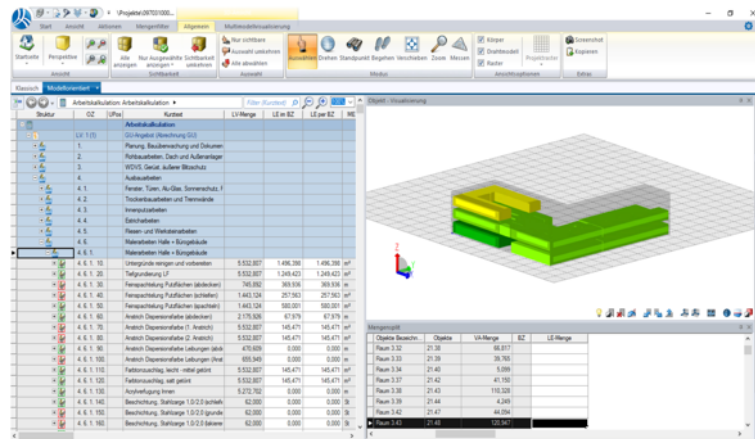 \Projekte\097031000...
Start Ansicht Aktionen Mengenfilter Allgemein Multimodellvisualisierung
Startseite Perspektive Alle anzeigen Nur Ausgewählte anzeigen Sichtbarkeit umkehren
Nur sichtbare
Auswahl umkehren
Alle abwählen
Auswählen Drehen Standpunkt Begehen Verschieben Zoom Messen
Körper
Drahtmodell
Raster
Projektraster
Screenshot
Kopieren
Ansicht Sichtbarkeit Auswahl Modus Ansichtsoptionen Extras
Klassisch Modellorientiert
Arbeitskalkulation: Arbeitskalkulation
Filter (Kurztext)
Objekt - Visualisierung
Struktur OZ UPos Kurztext LV-Menge LE im BZ LE per BZ ME
Arbeitskalkulation
LV: 1 (1) GU-Angebot (Abrechnung GU)
1. Planung, Bauüberwachung und Dokumen
2. Rohbauarbeiten, Dach und Außenanlager
3. WDVS, Gerüst, äußerer Blitzschutz
4. Ausbauarbeiten
4. 1. Fenster, Türen, Alu-Glas, Sonnenschutz, F
4. 2. Trockenbauarbeiten und Trennwände
4. 3. Innenputzarbeiten
4. 4. Estricharbeiten
4. 5. Fliesen- und Werksteinarbeiten
4. 6. Malerarbeiten Halle + Bürogebäude
4. 6. 1. Malerarbeiten Halle + Bürogebäude
4. 6. 1. 10. Untergründe reinigen und vorbereiten 5.532,807 1.496,398 1.496,398 m²
4. 6. 1. 20. Tiefgrundierung LF 5.532,807 1.249,423 1.249,423 m²
4. 6. 1. 30. Feinspachtelung Putzflächen (abdecken) 745,892 369,936 369,936 m
4. 6. 1. 40. Feinspachtelung Putzflächen (schleifen) 1.443,124 257,563 257,563 m²
4. 6. 1. 50. Feinspachtelung Putzflächen (spachteln) 1.443,124 580,001 580,001 m²
4. 6. 1. 60. Anstrich Dispersionsfarbe (abdecken) 2.175,926 67,979 67,979 m
4. 6. 1. 70. Anstrich Dispersionsfarbe (1. Anstrich) 5.532,807 145,471 145,471 m²
4. 6. 1. 80. Anstrich Dispersionsfarbe (2. Anstrich) 5.532,807 145,471 145,471 m²
4. 6. 1. 90. Anstrich Dispersionsfarbe Leibungen (abd 470,609 0,000 0,000 m
4. 6. 1. 100. Anstrich Dispersionsfarbe Leibungen (Anst 655,949 0,000 0,000 m
4. 6. 1. 110. Farbtonzuschlag, leicht -mittel getönt 5.532,807 145,471 145,471 m²
4. 6. 1. 120. Farbtonzuschlag, satt getönt 5.532,807 145,471 145,471 m²
4. 6. 1. 130. Acrylverfugung Innen 5.272,702 0,000 0,000 m
4. 6. 1. 140. Beschichtung, Stahlzarge 1,0/2,0 (schleife 62,000 0,000 0,000 St
4. 6. 1. 150. Beschichtung, Stahlzarge 1,0/2,0 (grundie 62,000 0,000 0,000 St
4. 6. 1. 160. Beschichtung, Stahlzarge 1,0/2,0 (lackiere 62,000 0,000 0,000 St
Z
Mengensplit
Objekte Bezeichn. Objekte VA-Menge BZ LE-Menge
Raum 3.32 21.38 66,817
Raum 3.33 21.39 39,765
Raum 3.34 21.40 5,099
Raum 3.37 21.42 41,150
Raum 3.38 21.43 110,328
Raum 3.39 21.44 4,249
Raum 3.42 21.47 44,094
Raum 3.43 21.48 120,947